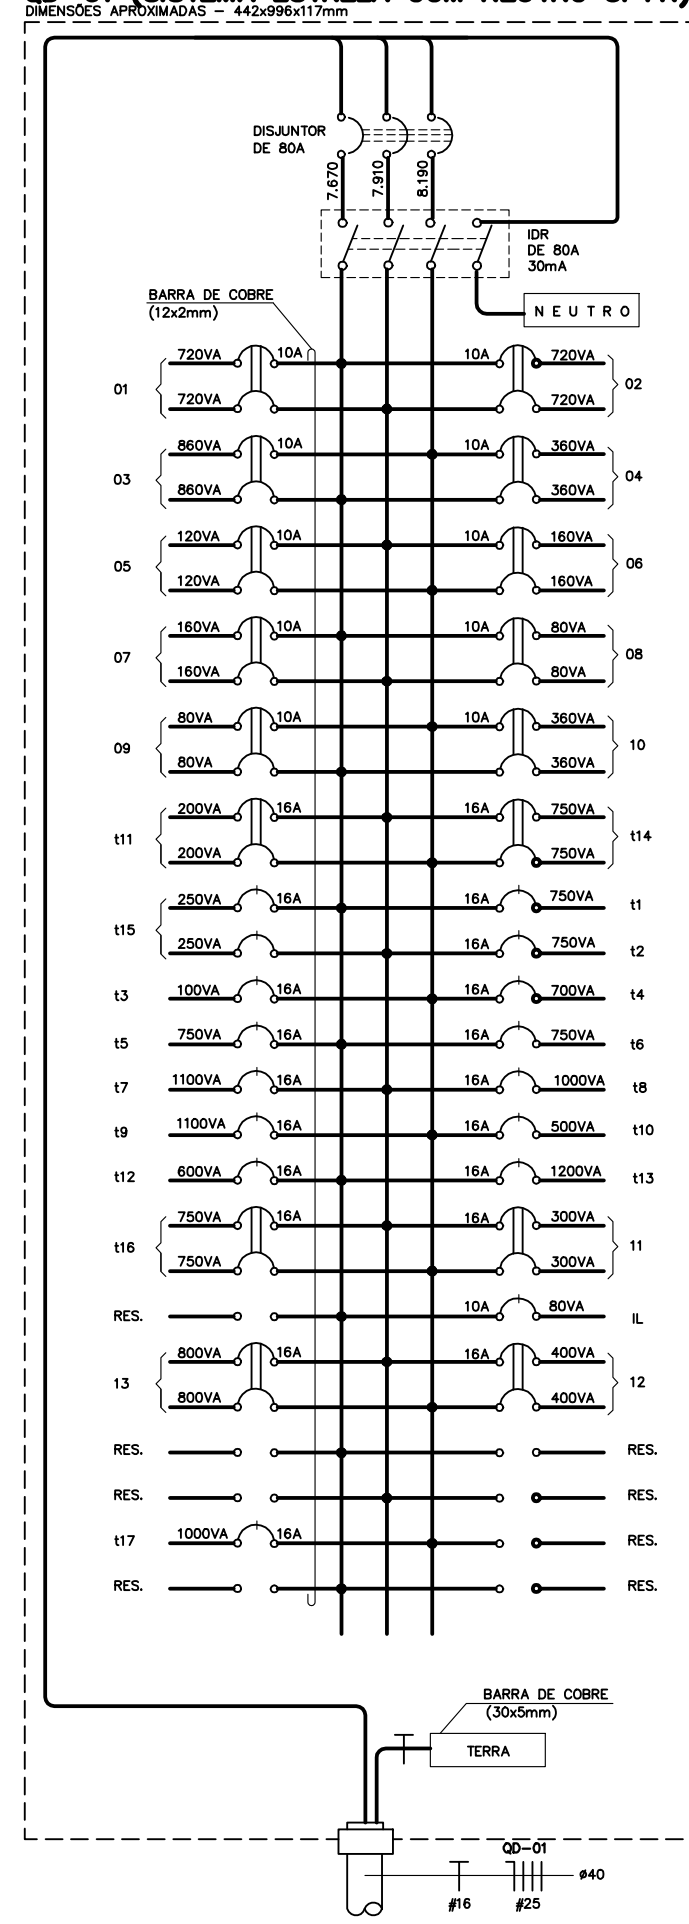 DIMENSÕES APROXIMADAS - 442x996x117mm
DISJUNTOR
DE 80A
7.670
7.910
8.190
IDR
DE 80A
30mA
NEUTRO
BARRA DE COBRE
(12x2mm)
720VA 10A 10A 720VA
01 02
720VA 720VA
860VA 10A 10A 360VA
03 04
860VA 360VA
120VA 10A 10A 160VA
05 06
120VA 160VA
160VA 10A 10A 80VA
07 08
160VA 80VA
80VA 10A 10A 360VA
09 10
80VA 360VA
200VA 16A 16A 750VA
t11 t14
200VA 750VA
250VA 16A 16A 750VA t1
t15
250VA 16A 16A 750VA t2
t3 100VA 16A 16A 700VA t4
t5 750VA 16A 16A 750VA t6
t7 1100VA 16A 16A 1000VA t8
t9 1100VA 16A 16A 500VA t10
t12 600VA 16A 16A 1200VA t13
750VA 16A 16A 300VA
t16 11
750VA 300VA
RES. 10A 80VA IL
800VA 16A 16A 400VA
13 12
800VA 400VA
RES. RES.
RES. RES.
t17 1000VA 16A RES.
RES. RES.
BARRA DE COBRE
(30x5mm)
TERRA
QD-01
ø40
#16 #25